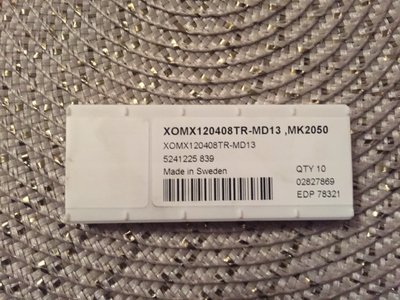 XOMX120408TR-MD13 ,MK2050
XOMX120408TR-MD13
5241225 839
Made in Sweden
QTY 10
02827869
EDP 78321